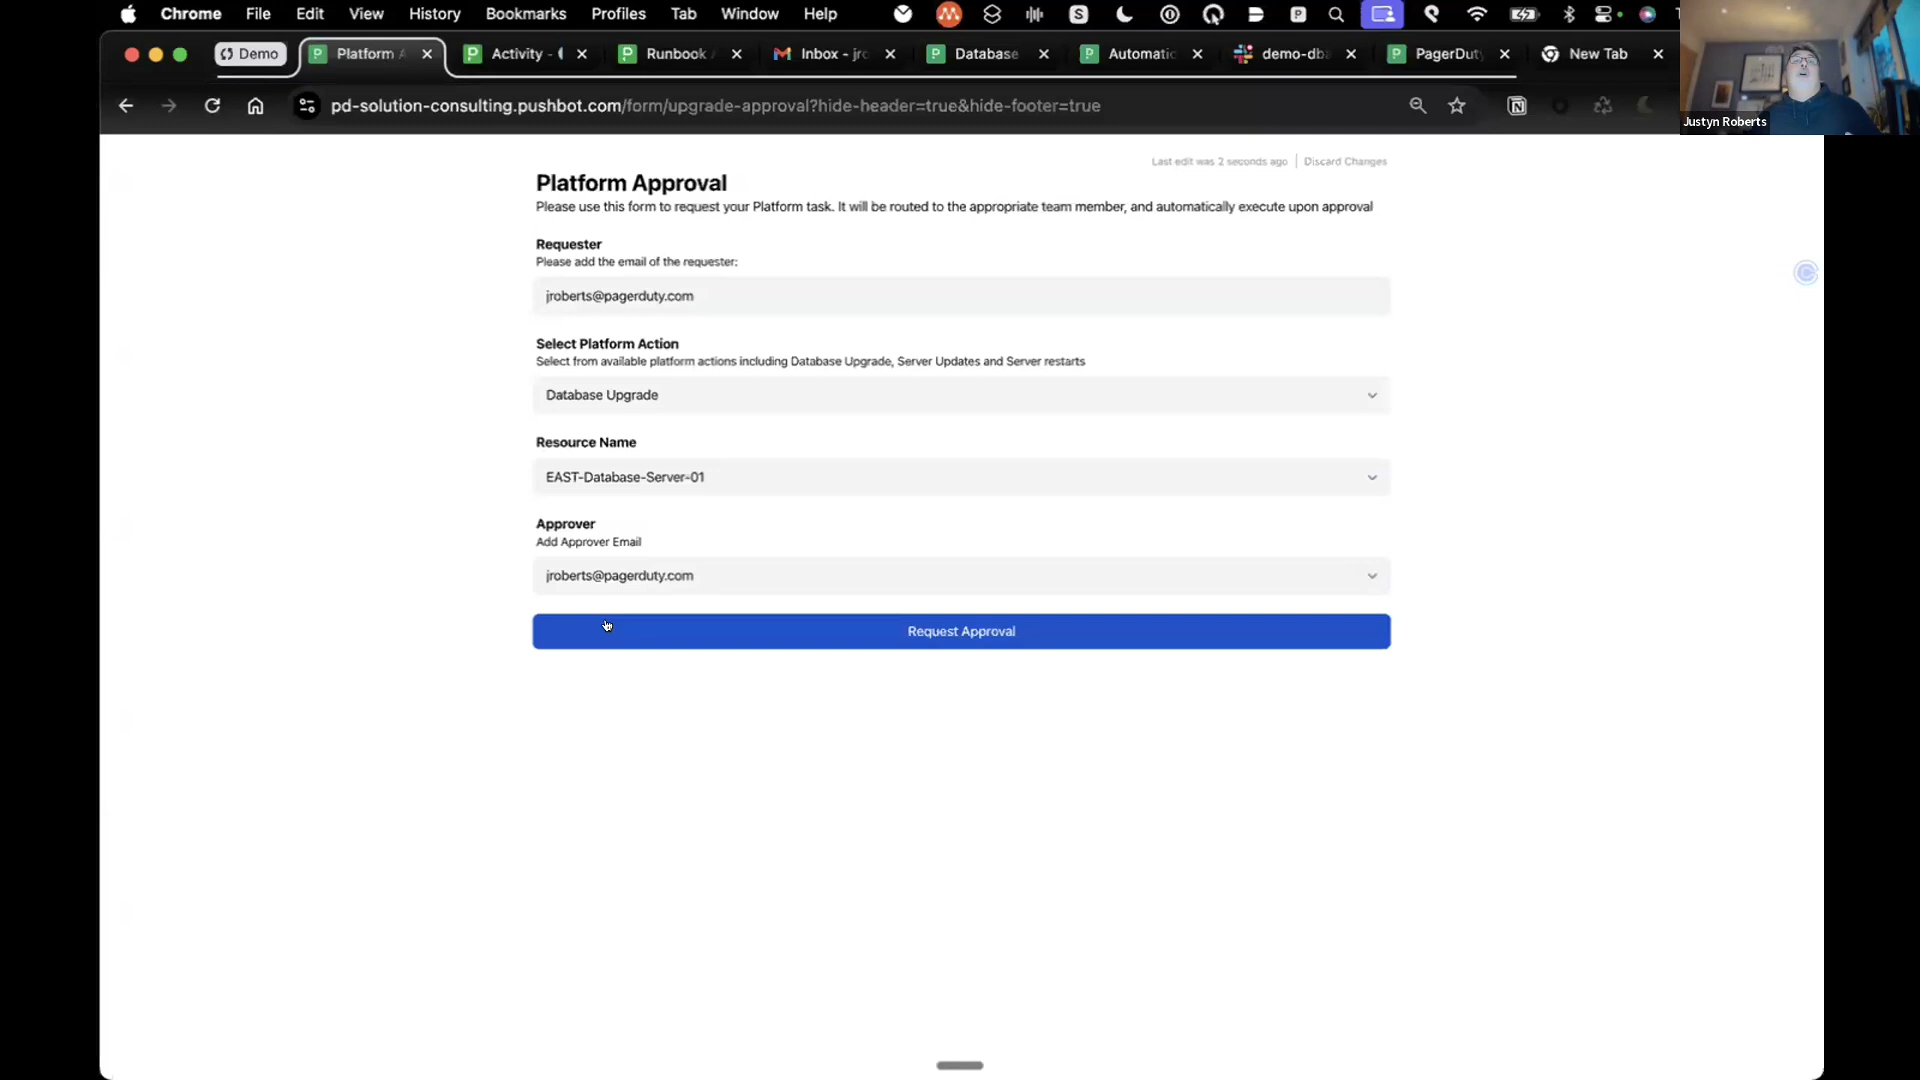 Chrome File Edit View History Bookmarks Profiles Tab Window Help
Demo Platform Activity - Runbook Inbox - Database Automatic demo-dba PagerDuty New Tab
pd-solution-consulting.pushbot.com/form/upgrade-approval?hide-header=true&hide-footer=true
Justyn Roberts
Last edit was 2 seconds ago | Discard Changes
Platform Approval
Please use this form to request your Platform task. It will be routed to the appropriate team member, and automatically execute upon approval
Requester
Please add the email of the requester:
jroberts@pagerduty.com
Select Platform Action
Select from available platform actions including Database Upgrade, Server Updates and Server restarts
Database Upgrade
Resource Name
EAST-Database-Server-01
Approver
Add Approver Email
jroberts@pagerduty.com
Request Approval